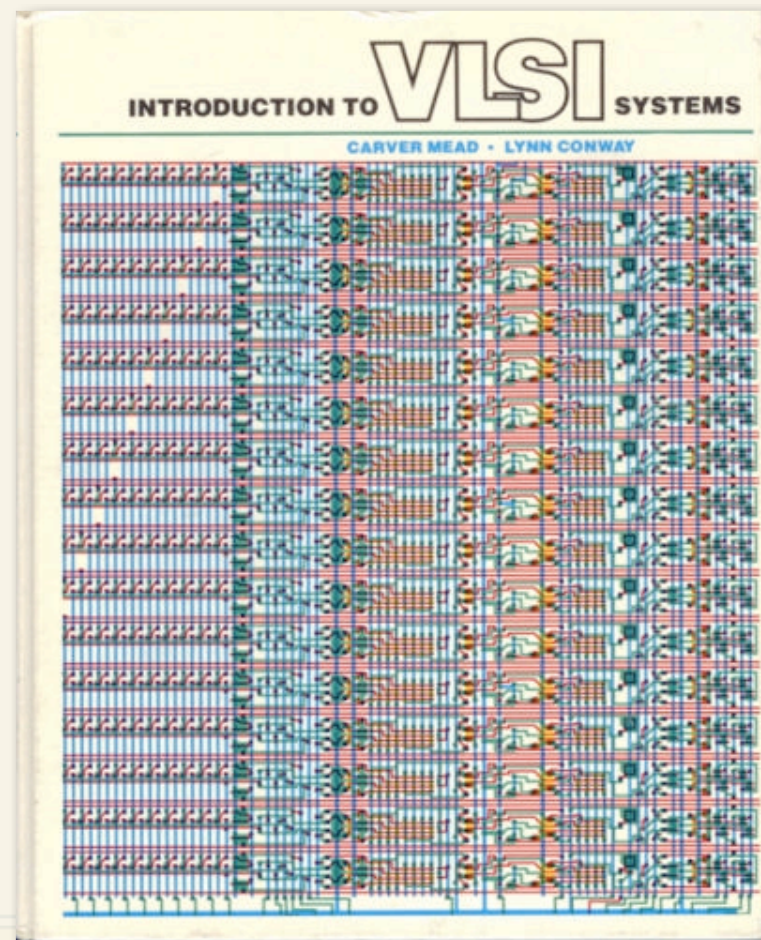 INTRODUCTION TO VLSI SYSTEMS
CARVER MEAD • LYNN CONWAY